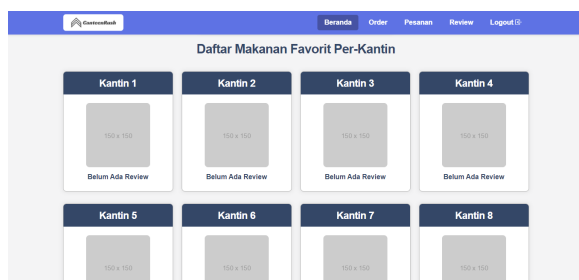 CanteenRush Beranda Order Pesanan Review Logout
Daftar Makanan Favorit Per-Kantin
Kantin 1 Kantin 2 Kantin 3 Kantin 4
150 x 150 150 x 150 150 x 150 150 x 150
Belum Ada Review Belum Ada Review Belum Ada Review Belum Ada Review
Kantin 5 Kantin 6 Kantin 7 Kantin 8
150 x 150 150 x 150 150 x 150 150 x 150